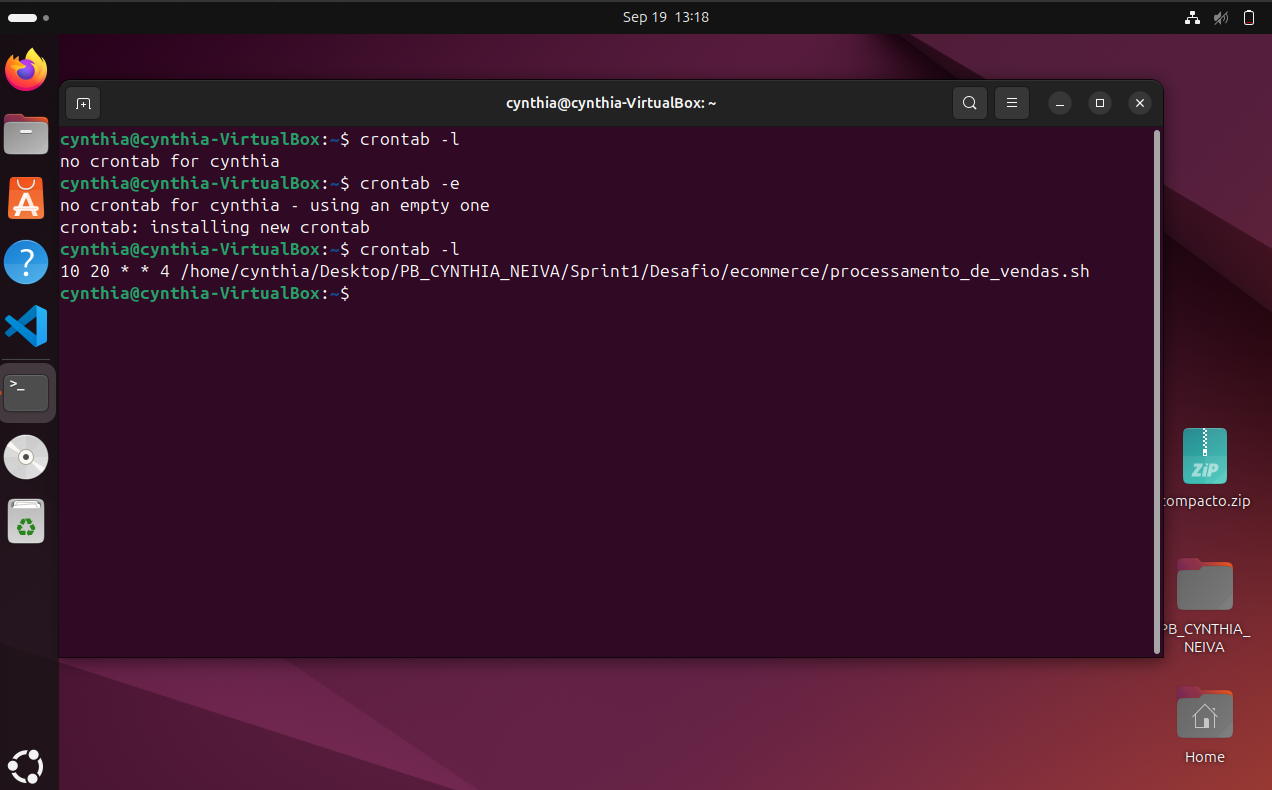 Sep 19 13:18
cynthia@cynthia-VirtualBox: ~
cynthia@cynthia-VirtualBox:~$ crontab -l
no crontab for cynthia
cynthia@cynthia-VirtualBox:~$ crontab -e
no crontab for cynthia - using an empty one
crontab: installing new crontab
cynthia@cynthia-VirtualBox:~$ crontab -l
10 20 * * 4 /home/cynthia/Desktop/PB_CYNTHIA_NEIVA/Sprint1/Desafio/ecommerce/processamento_de_vendas.sh
cynthia@cynthia-VirtualBox:~$
>_
ZiP
compacto.zip
PB_CYNTHIA_
NEIVA
Home